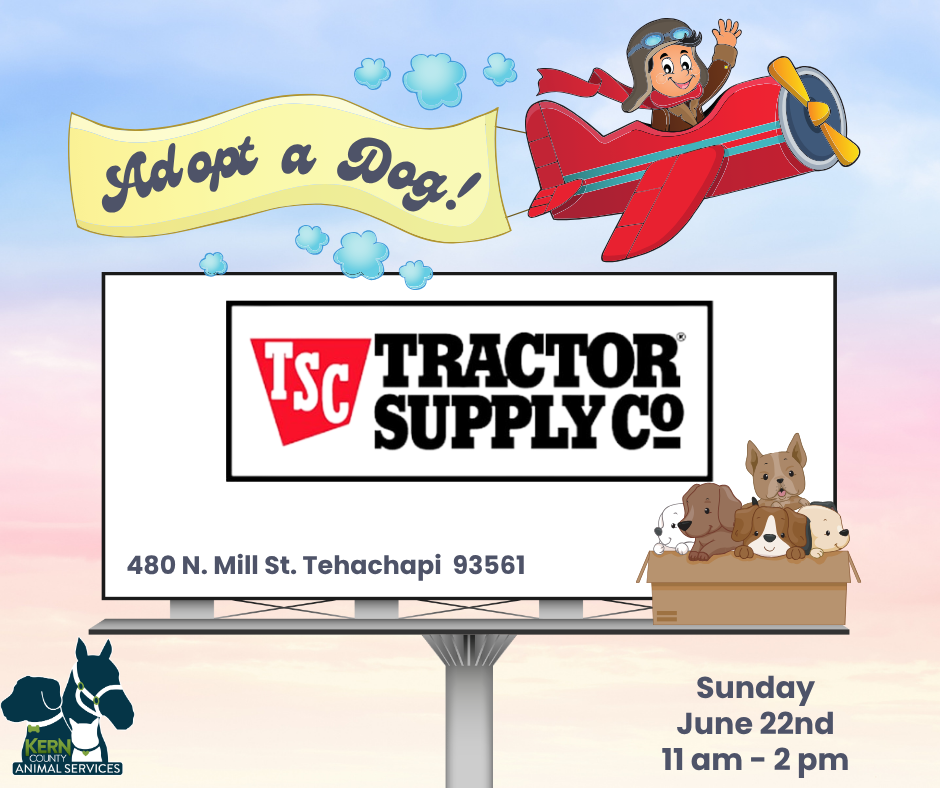 Adopt a Dog!
TSC
TRACTOR
SUPPLY Co
®
480 N. Mill St. Tehachapi 93561
KERN
COUNTY
ANIMAL SERVICES
Sunday
June 22nd
11 am - 2 pm